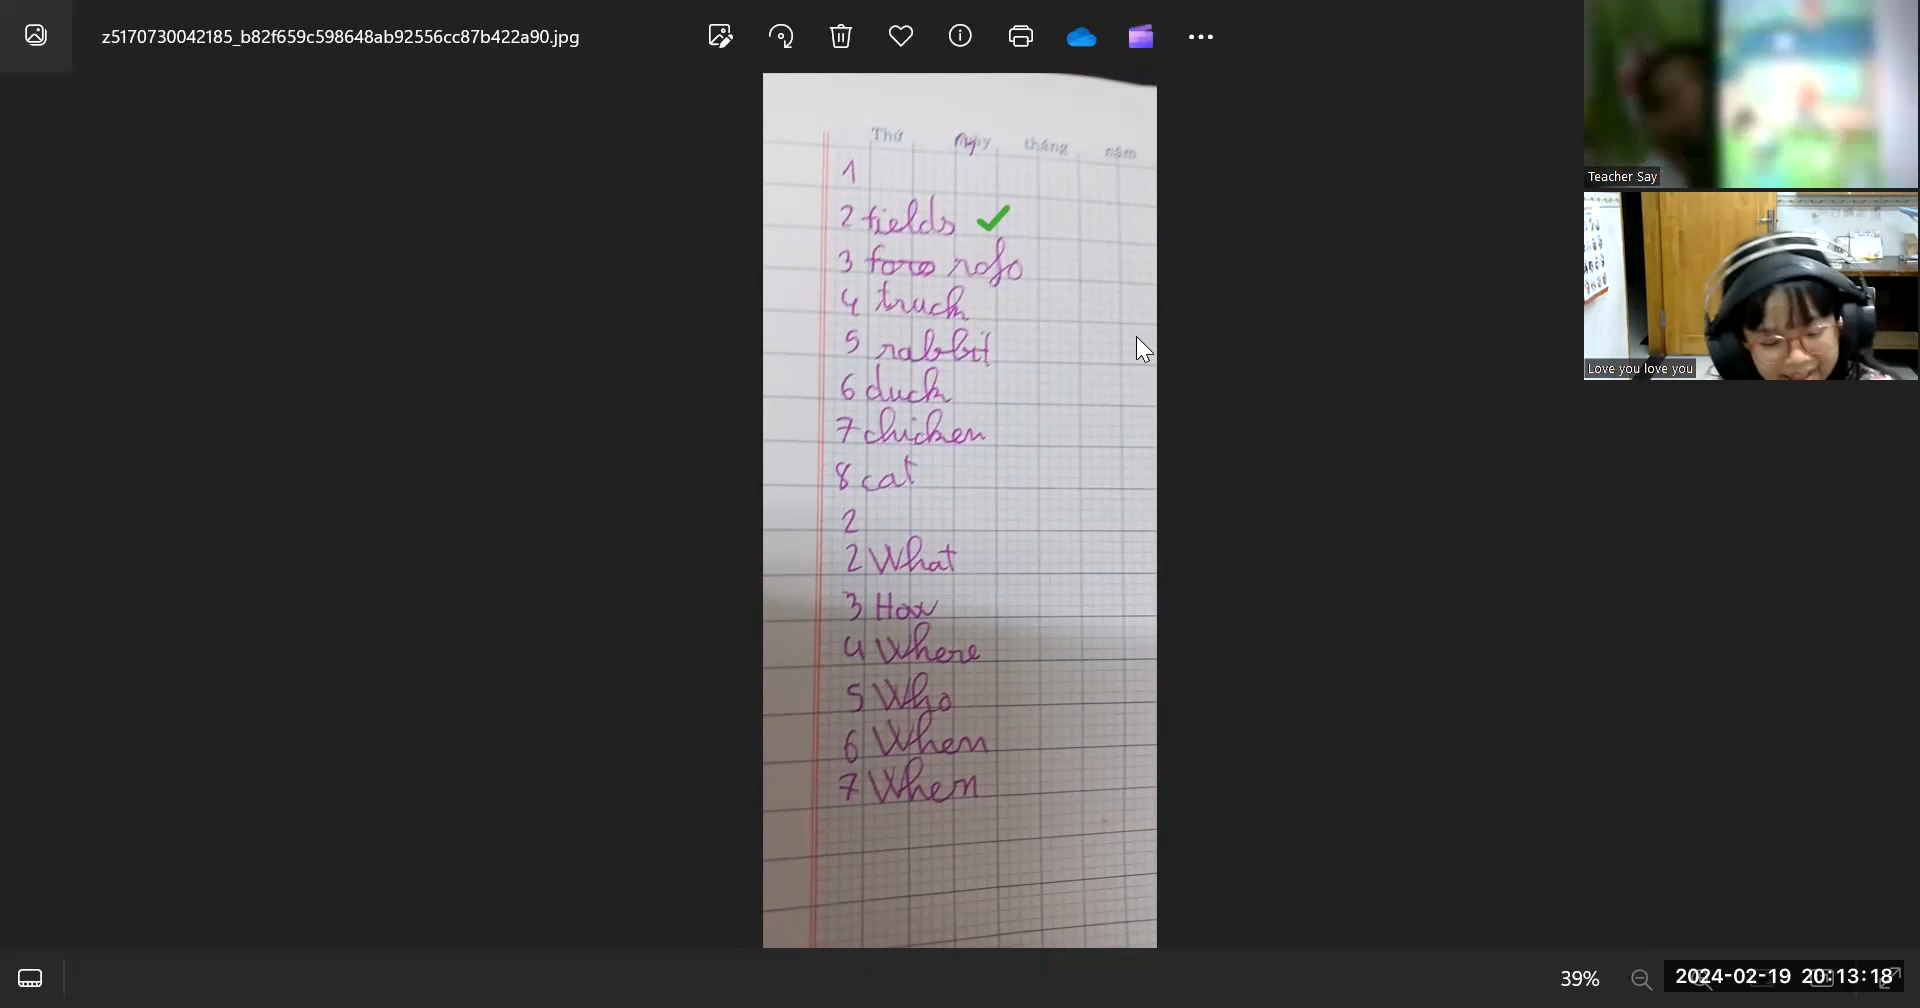 z5170730042185_b82f659c598648ab92556cc87b422a90.jpg
Teacher Say
Love you love you
Thứ ngày tháng năm
1
2 fields
3 rofo
4 truck
5 rabbit
6 duck
7 chicken
8 cat
2
2 What
3 How
4 Where
5 Who
6 When
7 When
39%
2024-02-19 20:13:18